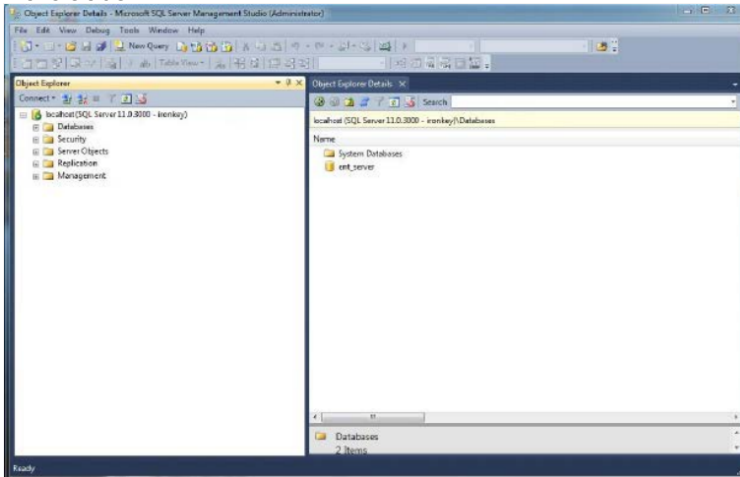 Object Explorer Details - Microsoft SQL Server Management Studio (Administrator)
File Edit View Debug Tools Window Help
New Query
Table View
Object Explorer
Connect
localhost(SQL Server 11.0.3000 - ironkey)
Databases
Security
Server Objects
Replication
Management
Object Explorer Details
Search
localhost (SQL Server 11.0.3000 - ironkey)\Databases
Name
System Databases
ent_server
Databases
2 Items
Ready